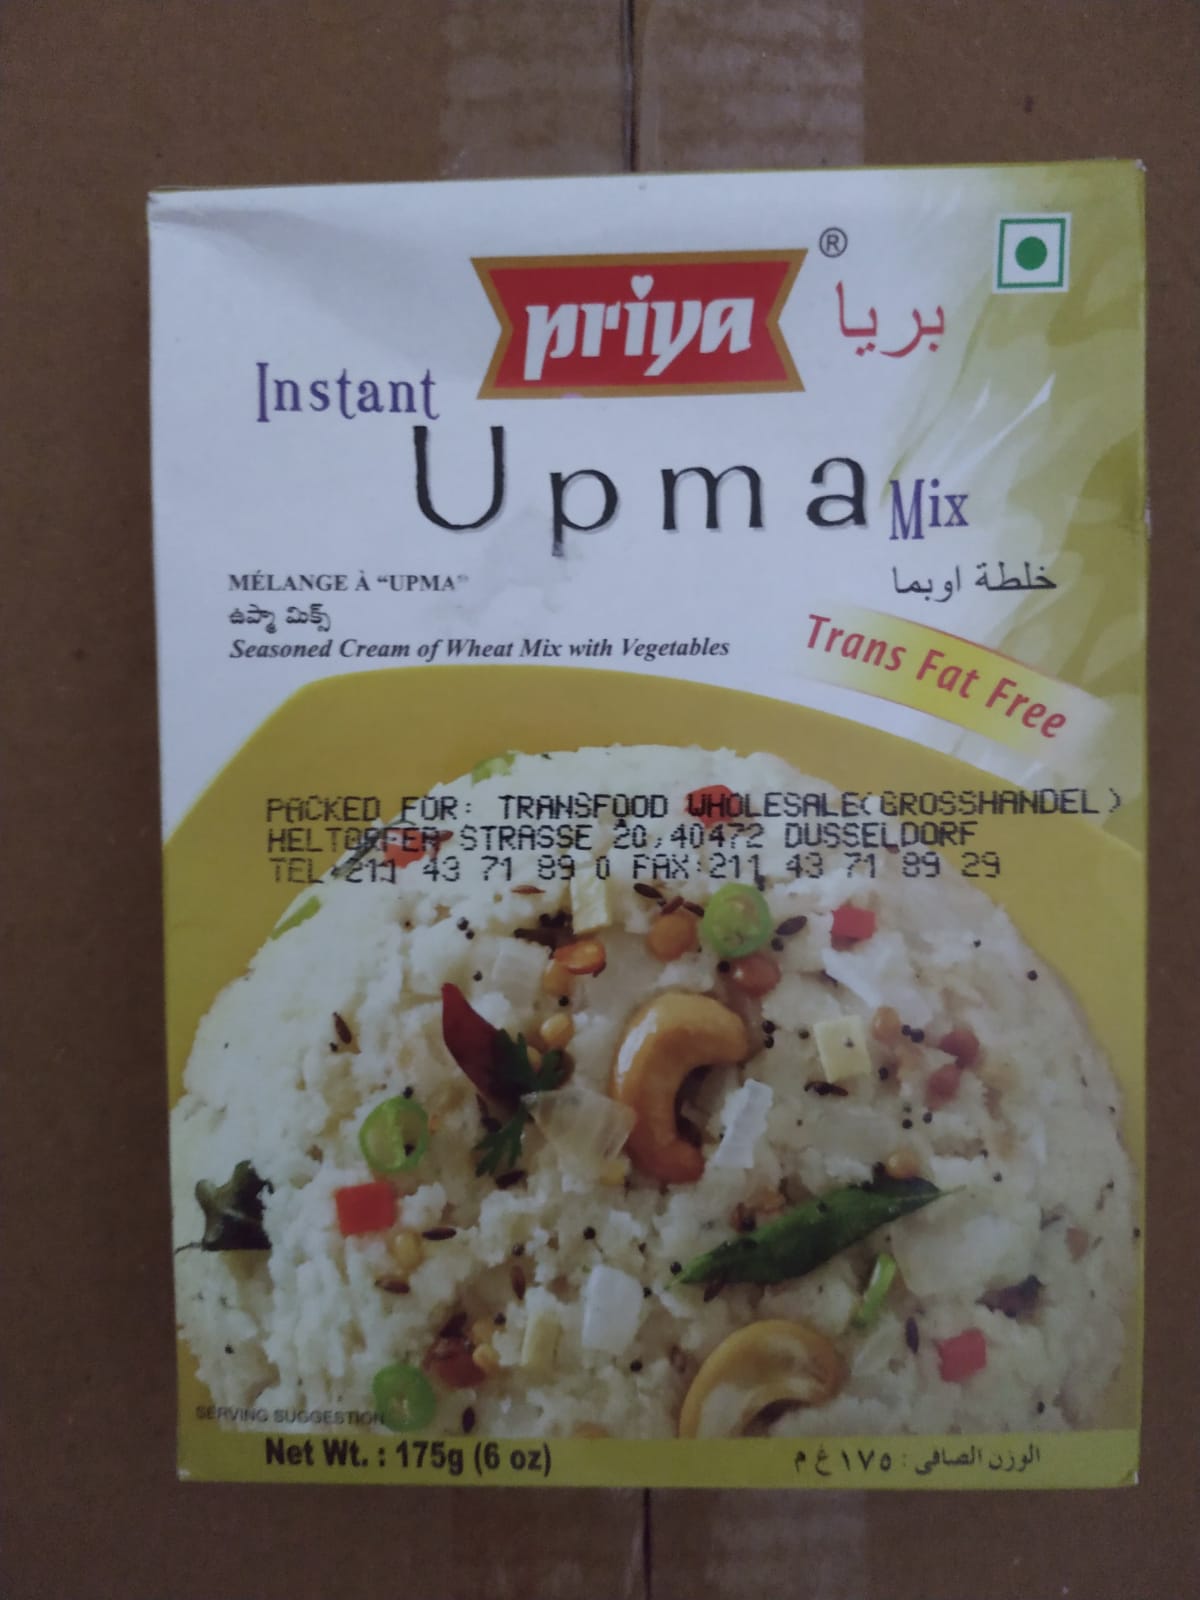 priya ®
بريا
Instant
Upma Mix
MÉLANGE À “UPMA”
خلطة اوبما
ఉప్మా మిక్స్
Seasoned Cream of Wheat Mix with Vegetables
Trans Fat Free
PACKED FOR: TRANSFOOD WHOLESALE(GROSSHANDEL)
HELTORFER STRASSE 20,40472 DUSSELDORF
TEL:211 43 71 89 0 FAX:211 43 71 89 29
SERVING SUGGESTION
Net Wt. : 175g (6 oz)
الوزن الصافى : ١٧٥ غ م